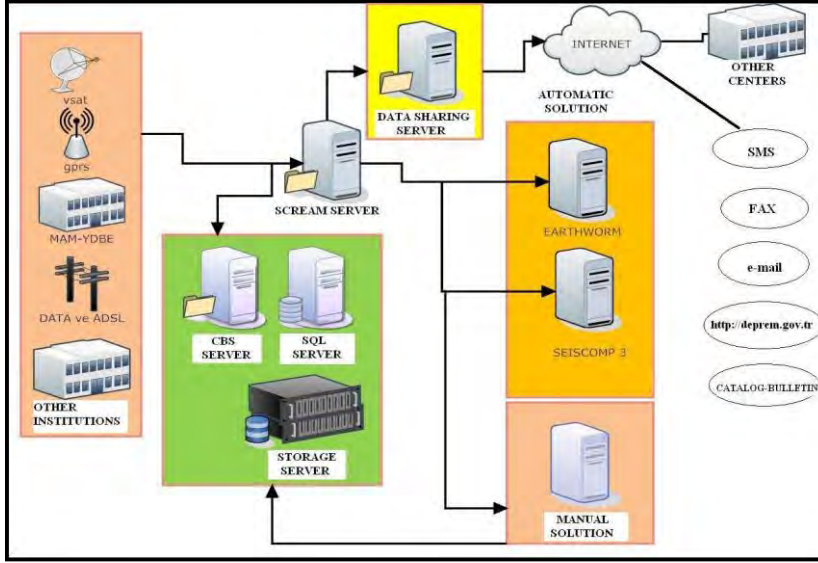 vsat
gprs
MAM-YDBE
DATA ve ADSL
OTHER
INSTITUTIONS
SCREAM SERVER
DATA SHARING
SERVER
INTERNET
OTHER
CENTERS
AUTOMATIC
SOLUTION
EARTHWORM
SEISCOMP 3
CBS
SERVER
SQL
SERVER
STORAGE
SERVER
MANUAL
SOLUTION
SMS
FAX
e-mail
http://deprem.gov.tr
CATALOG-BULLETIN